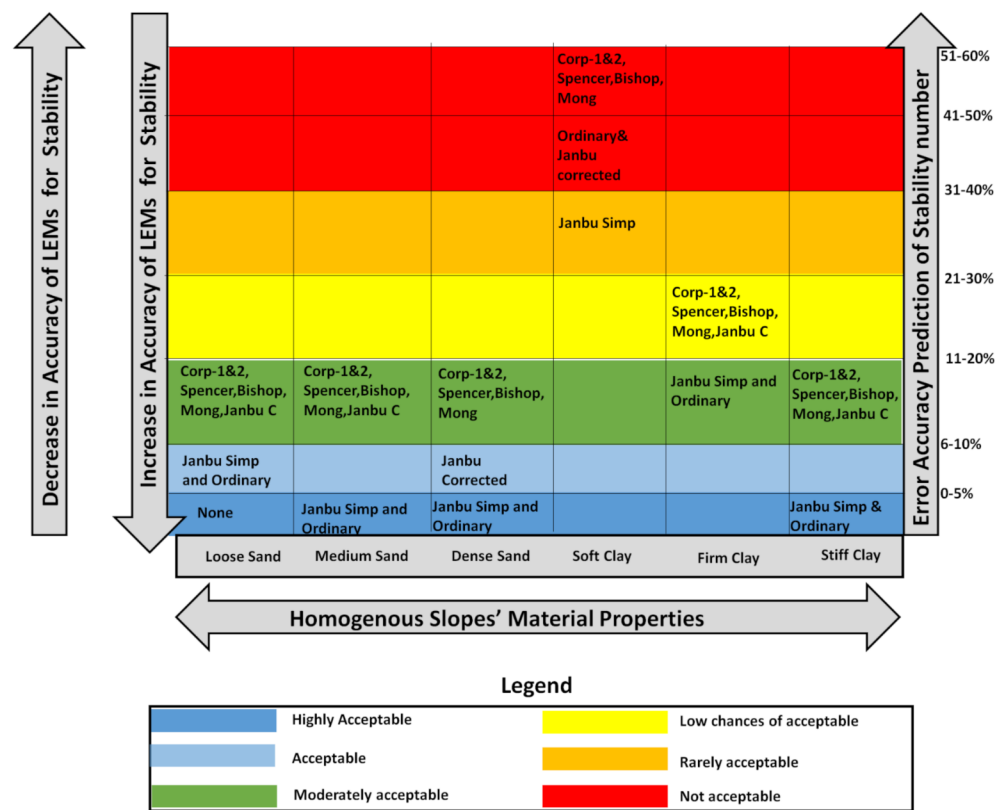 Decrease in Accuracy of LEMs for Stability
Increase in Accuracy of LEMs for Stability
Corp-1&2,
Spencer,Bishop,
Mong
Ordinary&
Janbu
corrected
Janbu Simp
Corp-1&2,
Spencer,Bishop,
Mong,Janbu C
Corp-1&2,
Spencer,Bishop,
Mong,Janbu C
Corp-1&2,
Spencer,Bishop,
Mong,Janbu C
Corp-1&2,
Spencer,Bishop,
Mong
Janbu Simp and
Ordinary
Corp-1&2,
Spencer,Bishop,
Mong,Janbu C
Janbu Simp
and Ordinary
Janbu
Corrected
None
Janbu Simp and
Ordinary
Janbu Simp and
Ordinary
Janbu Simp &
Ordinary
Error Accuracy Prediction of Stability number
51-60%
41-50%
31-40%
21-30%
11-20%
6-10%
0-5%
Loose Sand
Medium Sand
Dense Sand
Soft Clay
Firm Clay
Stiff Clay
Homogenous Slopes' Material Properties
Legend
Highly Acceptable
Low chances of acceptable
Acceptable
Rarely acceptable
Moderately acceptable
Not acceptable